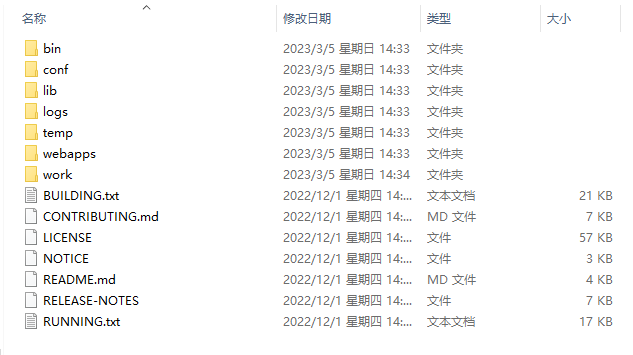 名称 修改日期 类型 大小
bin 2023/3/5 星期日 14:33 文件夹
conf 2023/3/5 星期日 14:33 文件夹
lib 2023/3/5 星期日 14:33 文件夹
logs 2023/3/5 星期日 14:33 文件夹
temp 2023/3/5 星期日 14:33 文件夹
webapps 2023/3/5 星期日 14:33 文件夹
work 2023/3/5 星期日 14:34 文件夹
BUILDING.txt 2022/12/1 星期四 14:... 文本文档 21 KB
CONTRIBUTING.md 2022/12/1 星期四 14:... MD 文件 7 KB
LICENSE 2022/12/1 星期四 14:... 文件 57 KB
NOTICE 2022/12/1 星期四 14:... 文件 3 KB
README.md 2022/12/1 星期四 14:... MD 文件 4 KB
RELEASE-NOTES 2022/12/1 星期四 14:... 文件 7 KB
RUNNING.txt 2022/12/1 星期四 14:... 文本文档 17 KB